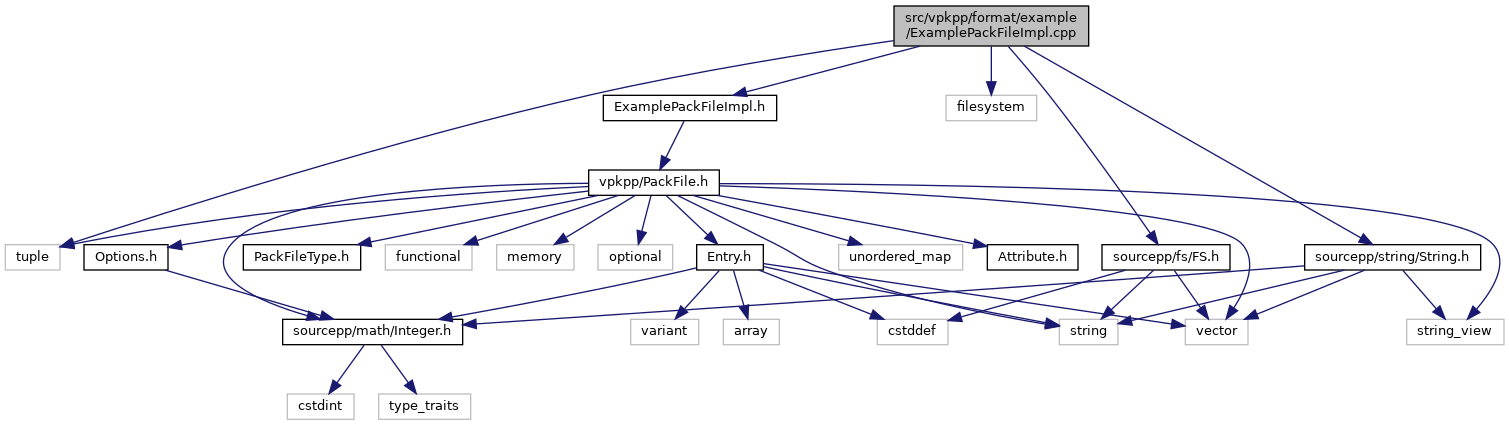 src/vpkpp/format/example
/ExamplePackFileImpl.cpp
ExamplePackFileImpl.h
filesystem
vpkpp/PackFile.h
tuple
Options.h
PackFileType.h
functional
memory
optional
Entry.h
unordered_map
Attribute.h
sourcepp/fs/FS.h
sourcepp/string/String.h
sourcepp/math/Integer.h
variant
array
cstddef
string
vector
string_view
cstdint
type_traits